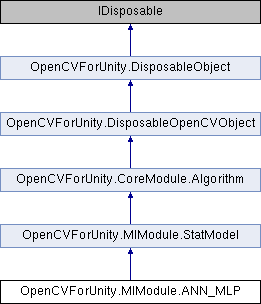 IDisposable
OpenCVForUnity.DisposableObject
OpenCVForUnity.DisposableOpenCVObject
OpenCVForUnity.CoreModule.Algorithm
OpenCVForUnity.MlModule.StatModel
OpenCVForUnity.MlModule.ANN_MLP